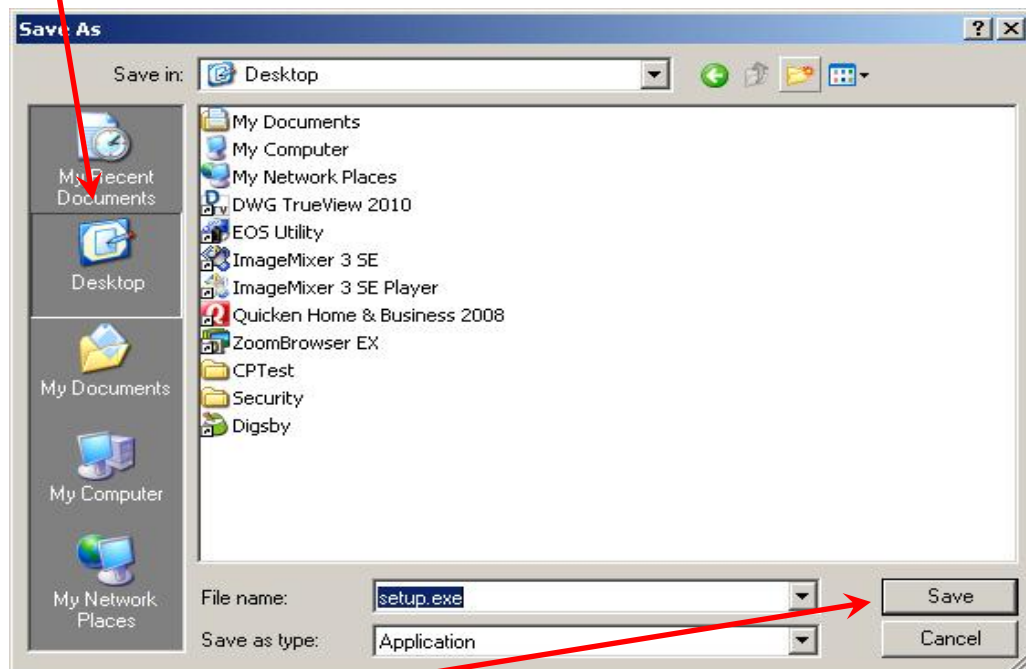 Save As
Save in: Desktop
My Recent
Documents
Desktop
My Documents
My Computer
My Network
Places
My Documents
My Computer
My Network Places
DWG TrueView 2010
EOS Utility
ImageMixer 3 SE
ImageMixer 3 SE Player
Quicken Home & Business 2008
ZoomBrowser EX
CPTest
Security
Digsby
File name: setup.exe Save
Save as type: Application Cancel